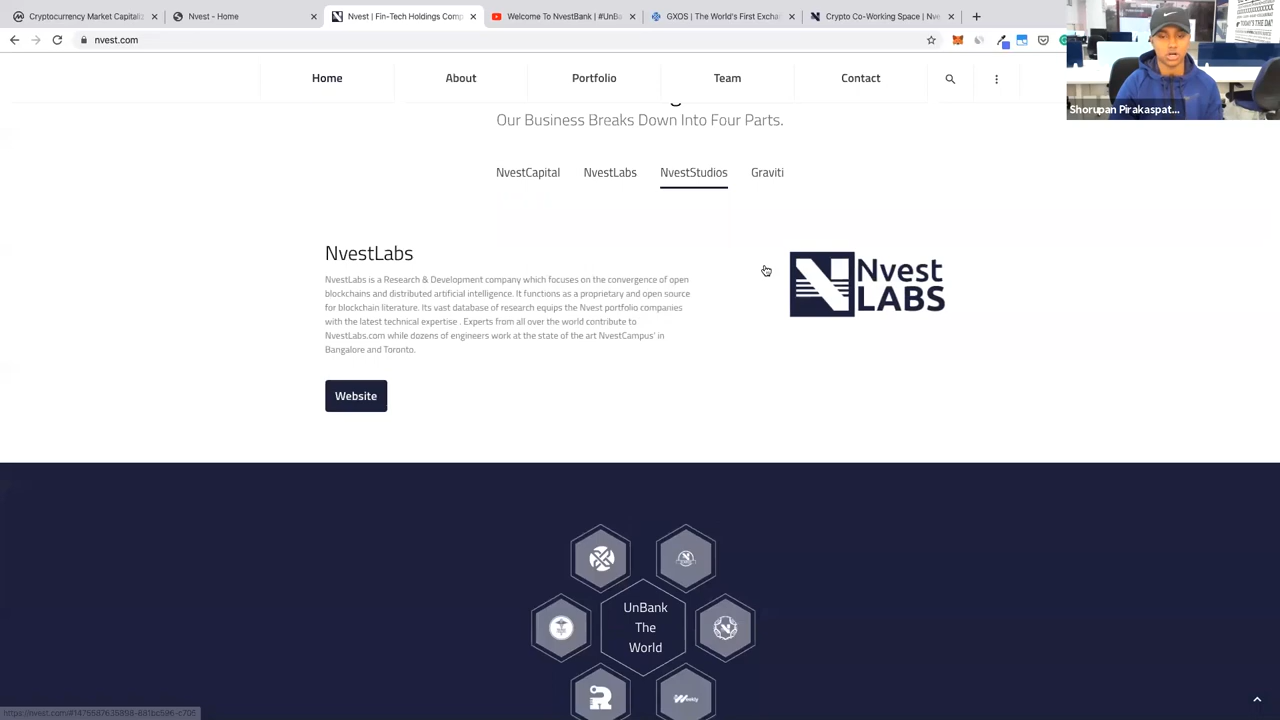 Cryptocurrency Market Capitaliz
Nvest - Home
Nvest | Fin-Tech Holdings Comp
Welcome To NvestBank | #UnBa
GXOS | The World's First Excha
Crypto Co-Working Space | Nve
nvest.com
Home
About
Portfolio
Team
Contact
Our Business Breaks Down Into Four Parts.
NvestCapital
NvestLabs
NvestStudios
Graviti
NvestLabs
NvestLabs is a Research & Development company which focuses on the convergence of open
blockchains and distributed artificial intelligence. It functions as a proprietary and open source
for blockchain literature. Its vast database of research equips the Nvest portfolio companies
with the latest technical expertise . Experts from all over the world contribute to
NvestLabs.com while dozens of engineers work at the state of the art NvestCampus' in
Bangalore and Toronto.
Website
Nvest
LABS
UnBank
The
World
Weekly
Shorupan Pirakaspat...